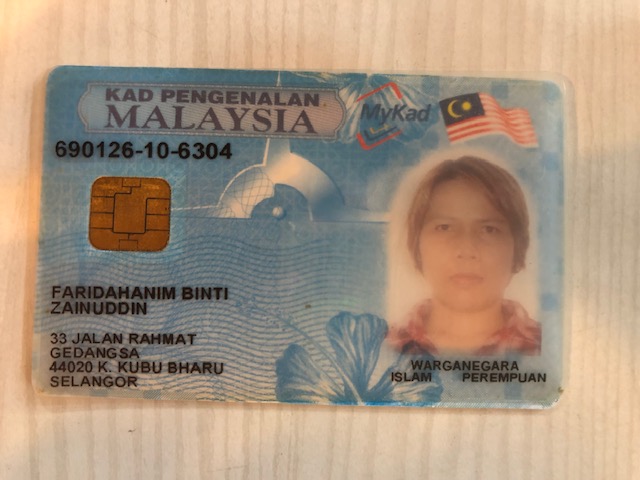 KAD PENGENALAN
MALAYSIA
MyKad
690126-10-6304
FARIDAHANIM BINTI
ZAINUDDIN
33 JALAN RAHMAT
GEDANGSA
44020 K. KUBU BHARU
SELANGOR
WARGANEGARA
ISLAM PEREMPUAN